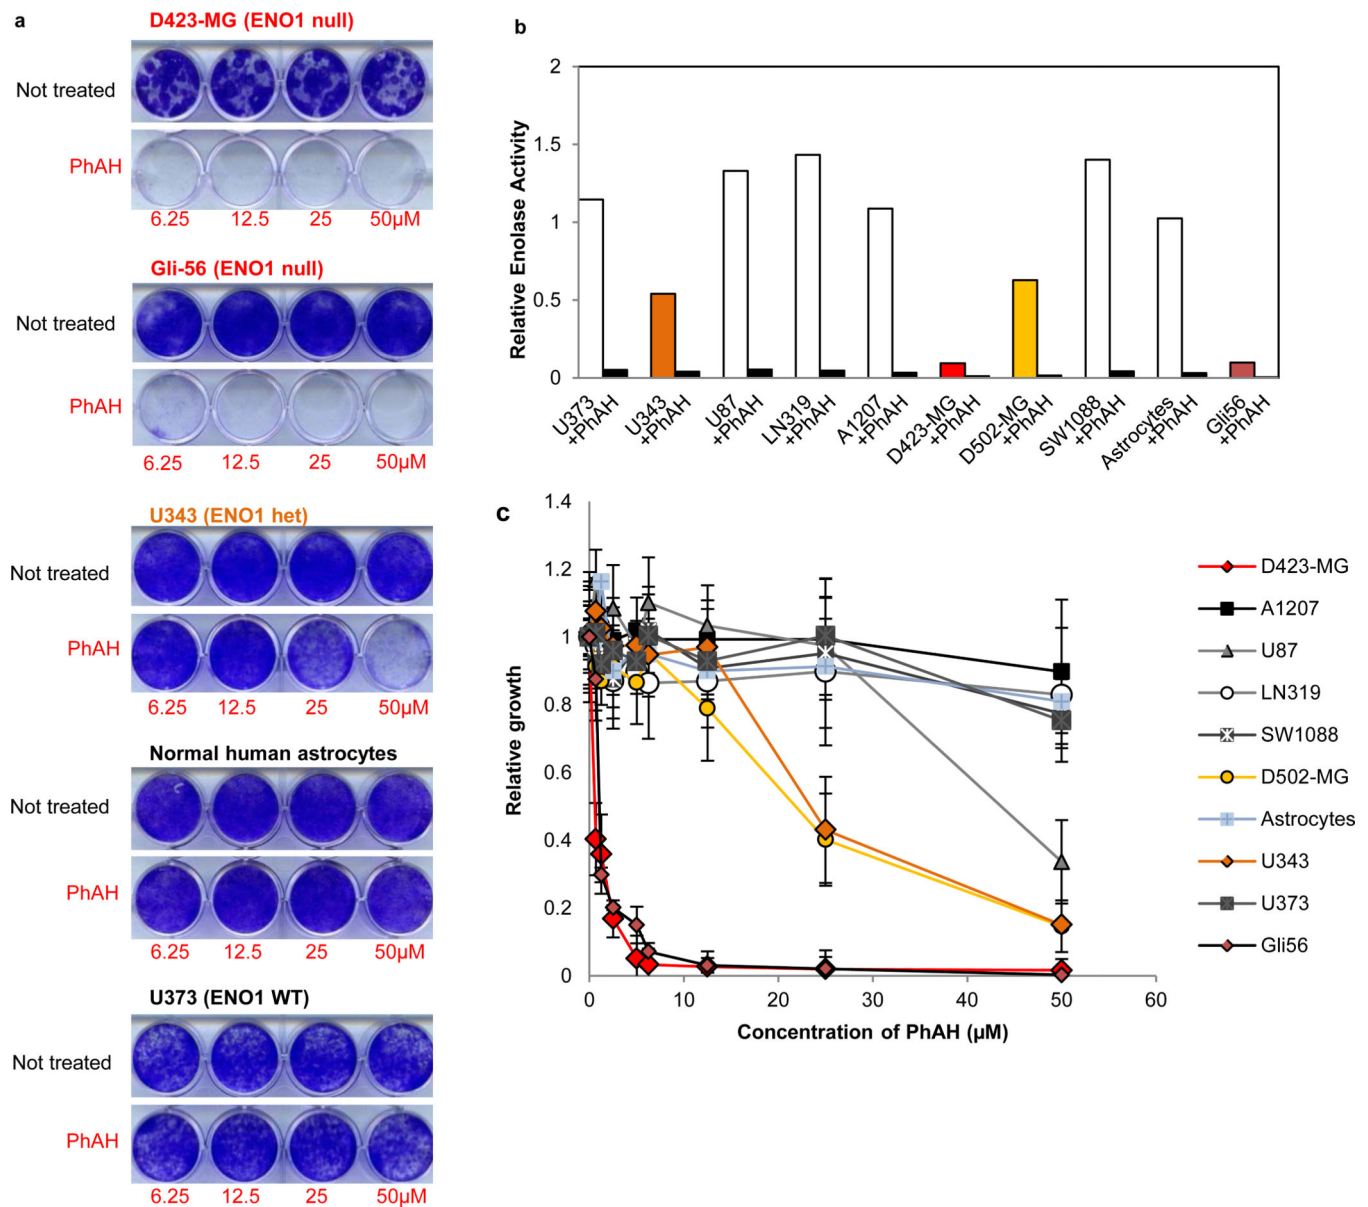 a
D423-MG (ENO1 null)
Not treated
PhAH
6.25 12.5 25 50µM
Gli-56 (ENO1 null)
Not treated
PhAH
6.25 12.5 25 50µM
U343 (ENO1 het)
Not treated
PhAH
6.25 12.5 25 50µM
Normal human astrocytes
Not treated
PhAH
6.25 12.5 25 50µM
U373 (ENO1 WT)
Not treated
PhAH
6.25 12.5 25 50µM
b
Relative Enolase Activity
2
1.5
1
0.5
0
U373
+PhAH
U343
+PhAH
U87
+PhAH
LN319
+PhAH
A1207
+PhAH
D423-MG
+PhAH
D502-MG
+PhAH
SW1088
+PhAH
Astrocytes
+PhAH
Gli56
+PhAH
c
Relative growth
1.4
1.2
1
0.8
0.6
0.4
0.2
0
0 10 20 30 40 50 60
Concentration of PhAH (µM)
D423-MG
A1207
U87
LN319
SW1088
D502-MG
Astrocytes
U343
U373
Gli56